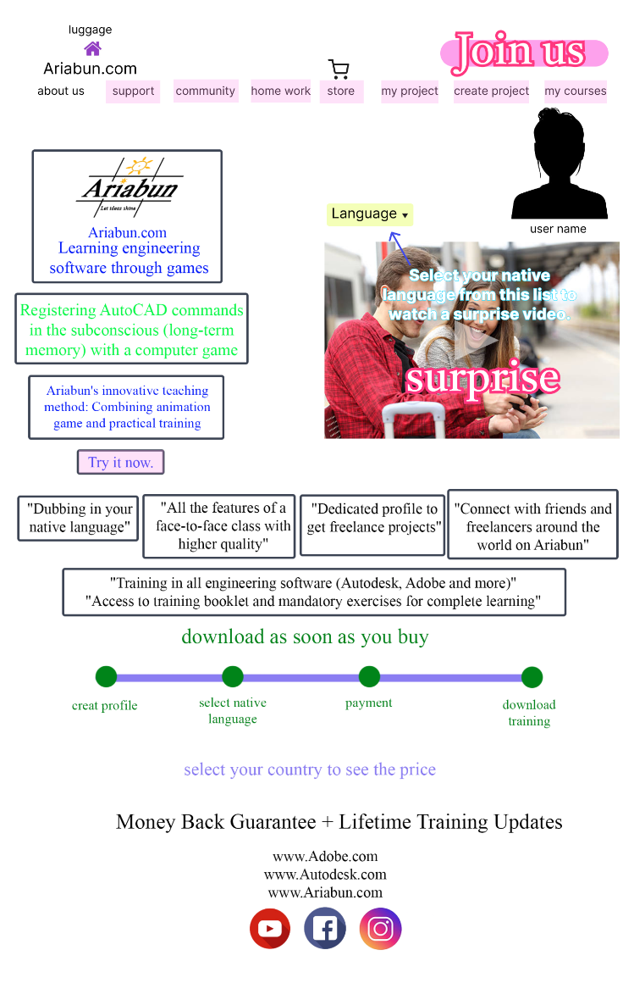 luggage
Ariabun.com
Join us
about us
support
community
home work
store
my project
create project
my courses
user name
Ariabun
Let ideas shine
Ariabun.com
Learning engineering
software through games
Language
Select your native
language from this list to
watch a surprise video.
surprise
Registering AutoCAD commands
in the subconscious (long-term
memory) with a computer game
Ariabun's innovative teaching
method: Combining animation
game and practical training
Try it now.
"Dubbing in your
native language"
"All the features of a
face-to-face class with
higher quality"
"Dedicated profile to
get freelance projects"
"Connect with friends and
freelancers around the
world on Ariabun"
"Training in all engineering software (Autodesk, Adobe and more)"
"Access to training booklet and mandatory exercises for complete learning"
download as soon as you buy
creat profile
select native
language
payment
download
training
select your country to see the price
Money Back Guarantee + Lifetime Training Updates
www.Adobe.com
www.Autodesk.com
www.Ariabun.com